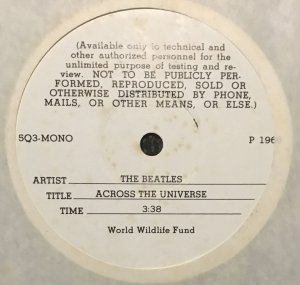 (Available only to technical and
other authorized personnel for the
unlimited purpose of testing and re-
view. NOT TO BE PUBLICLY PER-
FORMED, REPRODUCED, SOLD OR
OTHERWISE DISTRIBUTED BY PHONE,
MAILS, OR OTHER MEANS, OR ELSE.)
SQ3-MONO P 196
ARTIST THE BEATLES
TITLE ACROSS THE UNIVERSE
TIME 3:38
World Wildlife Fund